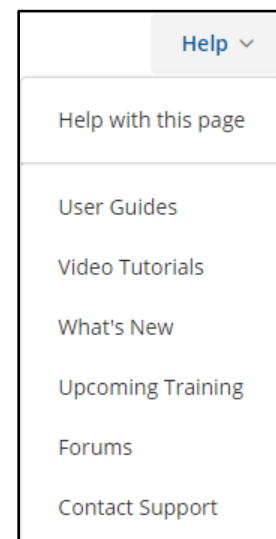 Help
Help with this page
User Guides
Video Tutorials
What's New
Upcoming Training
Forums
Contact Support